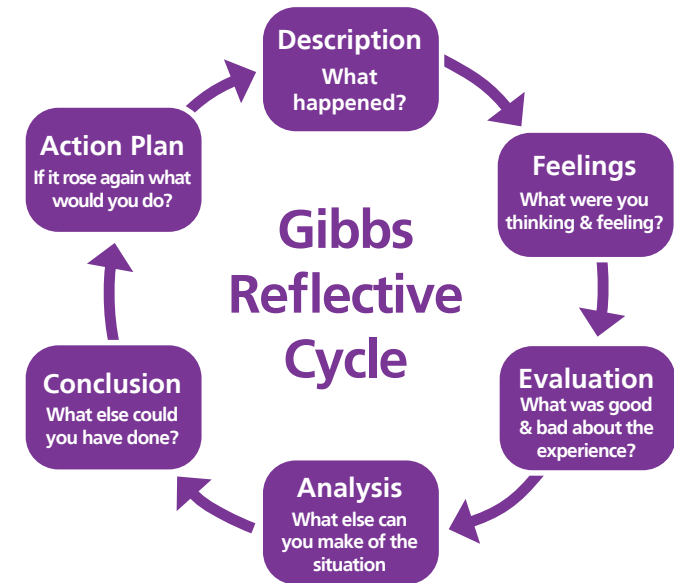 Description
What
happened?
Feelings
What were you
thinking & feeling?
Evaluation
What was good
& bad about the
experience?
Analysis
What else can
you make of the
situation
Conclusion
What else could
you have done?
Action Plan
If it rose again what
would you do?
Gibbs
Reflective
Cycle